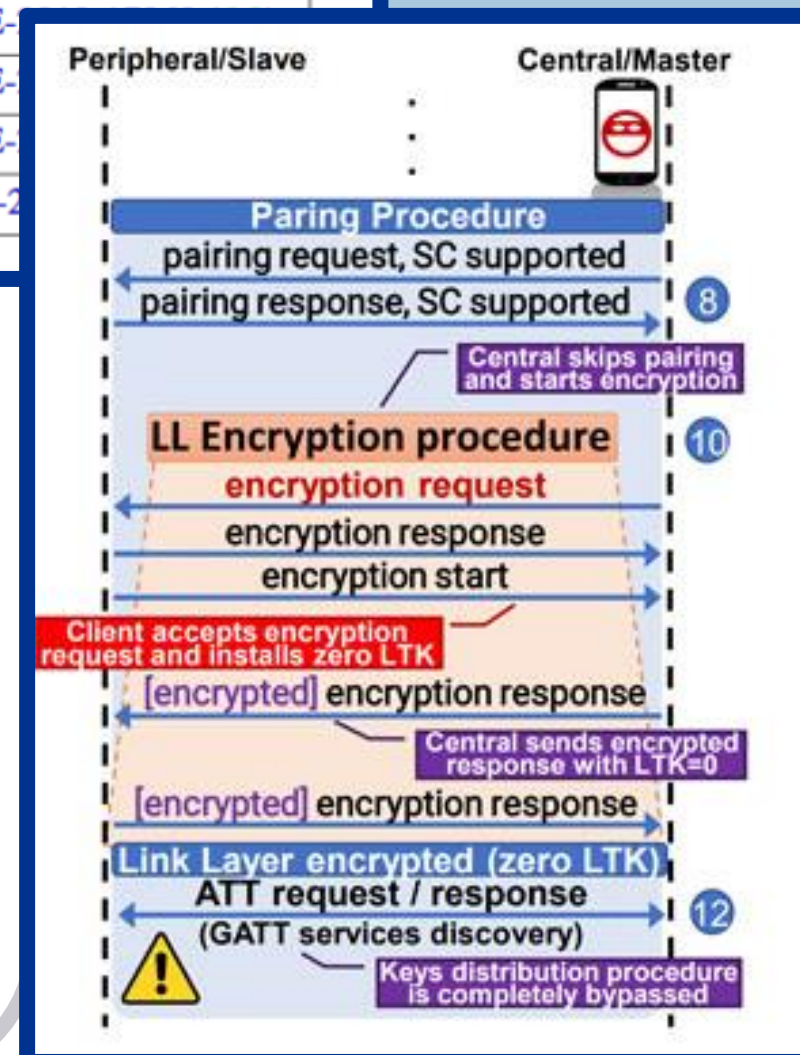 E-
E-
E-
-2
Peripheral/Slave
Central/Master
Paring Procedure
pairing request, SC supported
pairing response, SC supported
8
Central skips pairing
and starts encryption
LL Encryption procedure
10
encryption request
encryption response
encryption start
Client accepts encryption
request and installs zero LTK
[encrypted] encryption response
Central sends encrypted
response with LTK=0
[encrypted] encryption response
Link Layer encrypted (zero LTK)
ATT request / response
12
(GATT services discovery)
Keys distribution procedure
is completely bypassed